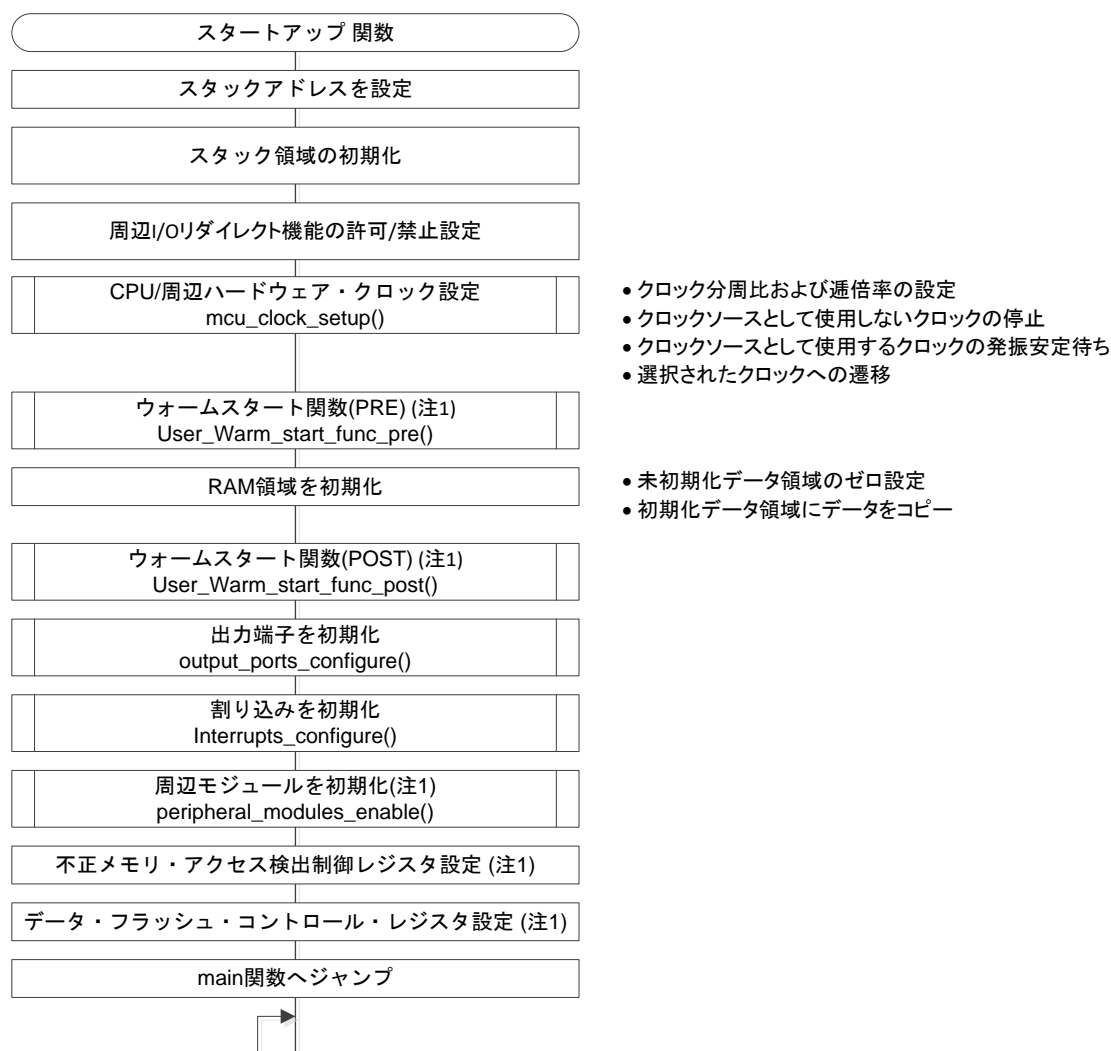 スタートアップ 関数
スタックアドレスを設定
スタック領域の初期化
周辺I/Oリダイレクト機能の許可/禁止設定
CPU/周辺ハードウェア・クロック設定
mcu_clock_setup()
• クロック分周比および逓倍率の設定
• クロックソースとして使用しないクロックの停止
• クロックソースとして使用するクロックの発振安定待ち
• 選択されたクロックへの遷移
ウォームスタート関数(PRE) (注1)
User_Warm_start_func_pre()
RAM領域を初期化
• 未初期化データ領域のゼロ設定
• 初期化データ領域にデータをコピー
ウォームスタート関数(POST) (注1)
User_Warm_start_func_post()
出力端子を初期化
output_ports_configure()
割り込みを初期化
Interrupts_configure()
周辺モジュールを初期化(注1)
peripheral_modules_enable()
不正メモリ・アクセス検出制御レジスタ設定 (注1)
データ・フラッシュ・コントロール・レジスタ設定 (注1)
main関数へジャンプ